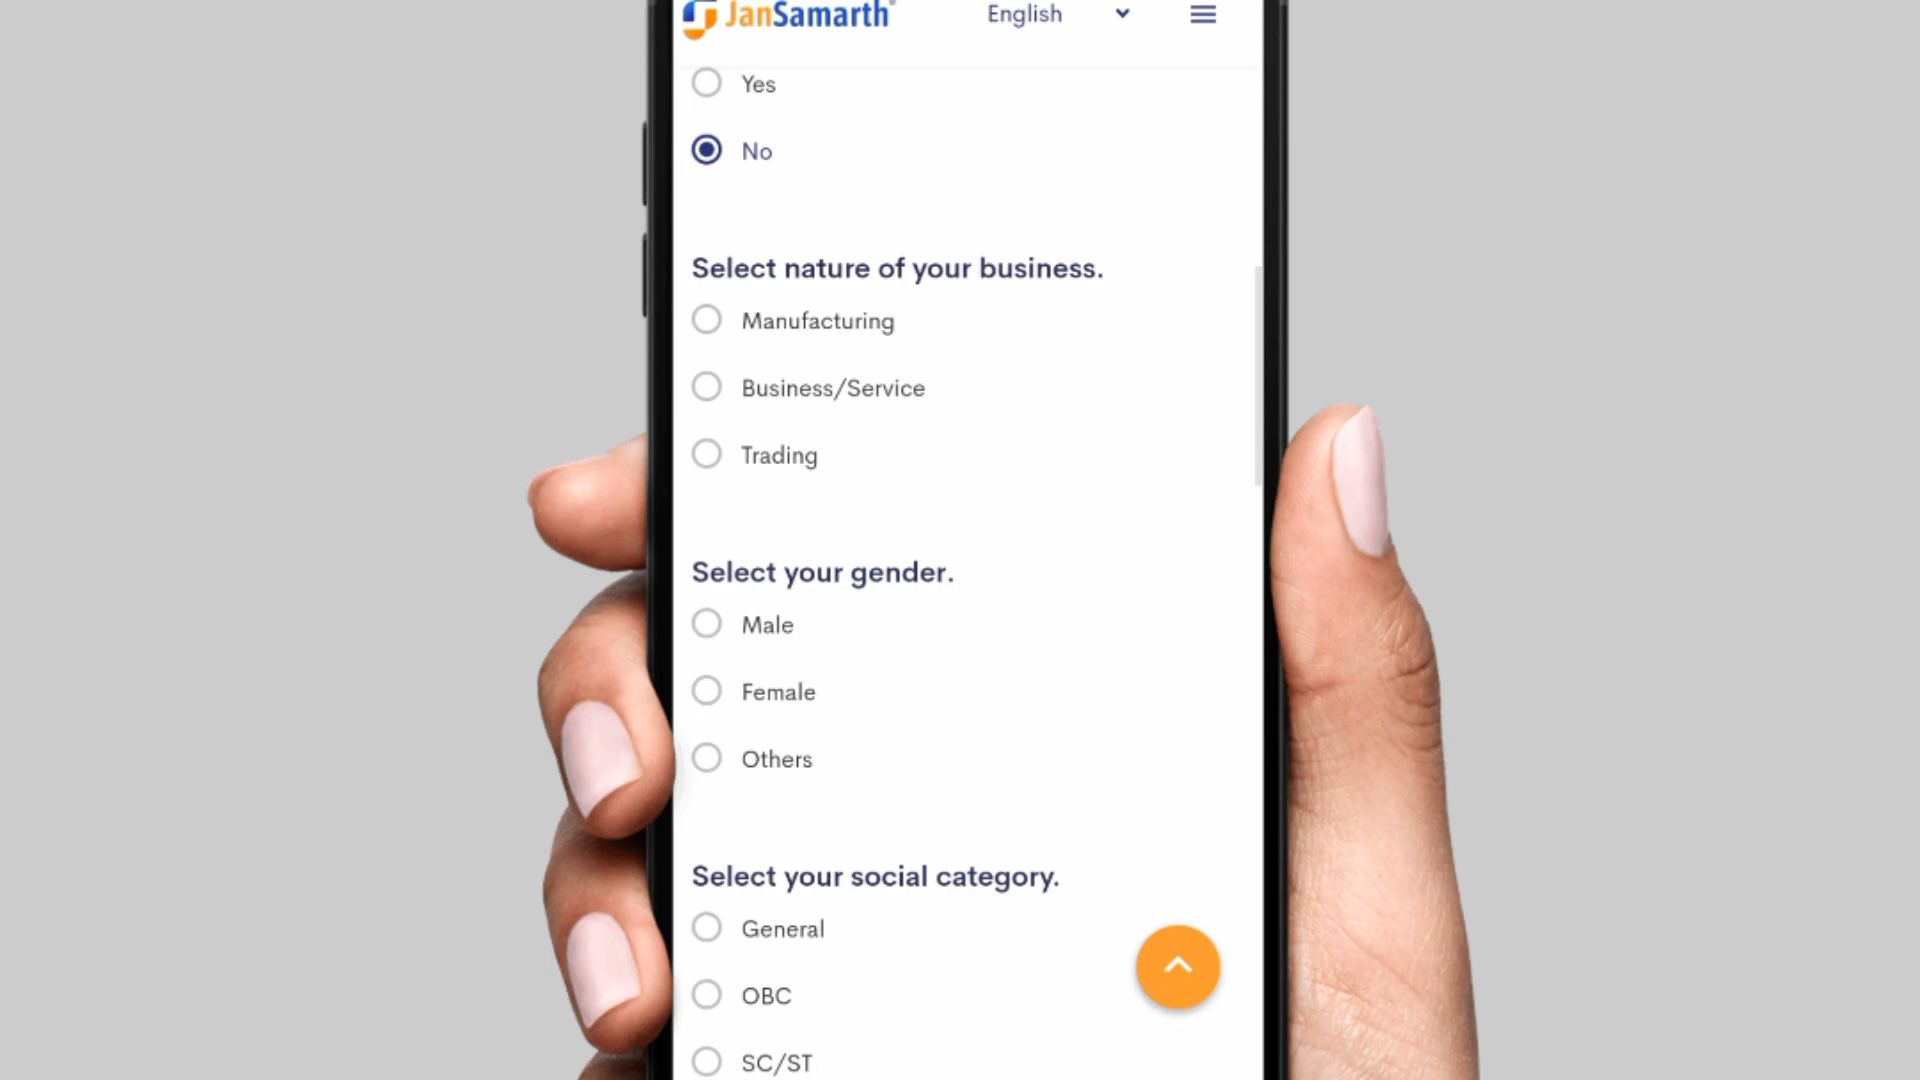 JanSamarth
English
Yes
No
Select nature of your business.
Manufacturing
Business/Service
Trading
Select your gender.
Male
Female
Others
Select your social category.
General
OBC
SC/ST